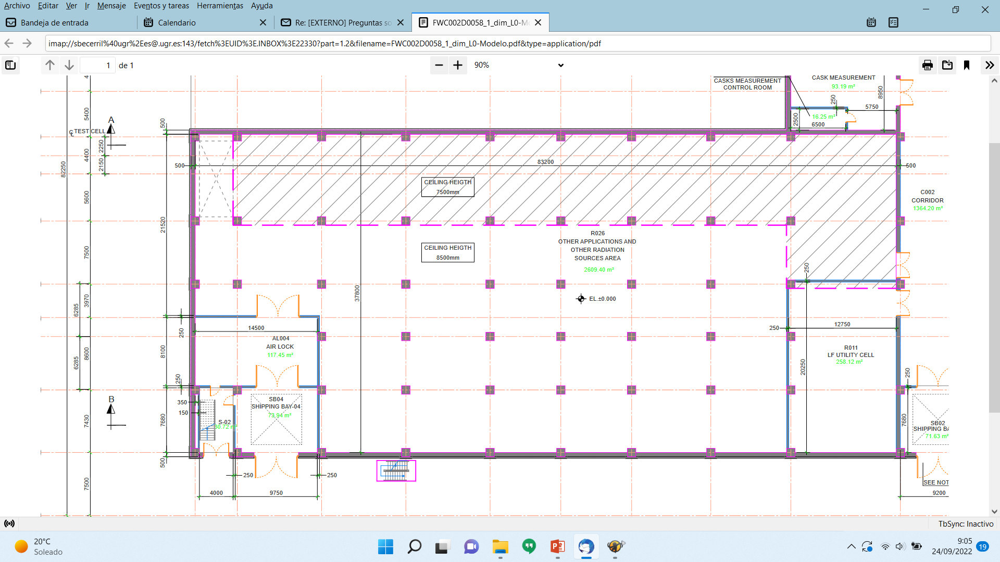 Archivo Editar Ver Ir Mensaje Eventos y tareas Herramientas Ayuda
Bandeja de entrada
Calendario
Re: [EXTERNO] Preguntas so
FWC002D0058_1_dim_L0-M
imap://sbecerril%40ugr%2Ees@.ugr.es:143/fetch%3EUID%3E.INBOX%3E22330?part=1.2&filename=FWC002D0058_1_dim_L0-Modelo.pdf&type=application/pdf
1 de 1
90%
CASKS MEASUREMENT
CONTROL ROOM
CASK MEASUREMENT
93.19 m²
8950
250
5750
2500
16.25 m²
6500
4
5400
A
500
TEST CELL
2250
4400
2150
82250
500
83200
500
CEILING HEIGTH
7500mm
5600
C002
CORRIDOR
1364.20 m²
21520
7500
CEILING HEIGTH
8500mm
R026
OTHER APPLICATIONS AND
OTHER RADIATION
SOURCES AREA
2609.40 m²
250
37800
EL.±0.000
6285
3970
250
14500
250
12750
AL004
AIR LOCK
117.45 m²
R011
LF UTILITY CELL
258.12 m²
8100
8600
6285
20250
250
250
B
350
150
SB04
SHIPPING BAY-04
73.94 m²
S-02
30.72 m²
7680
7430
7680
SB02
SHIPPING BA
71.63 m²
500
250
250
7500
4000
9750
SEE NOT
9200
TbSync: Inactivo
20°C
Soleado
9:05
24/09/2022
19